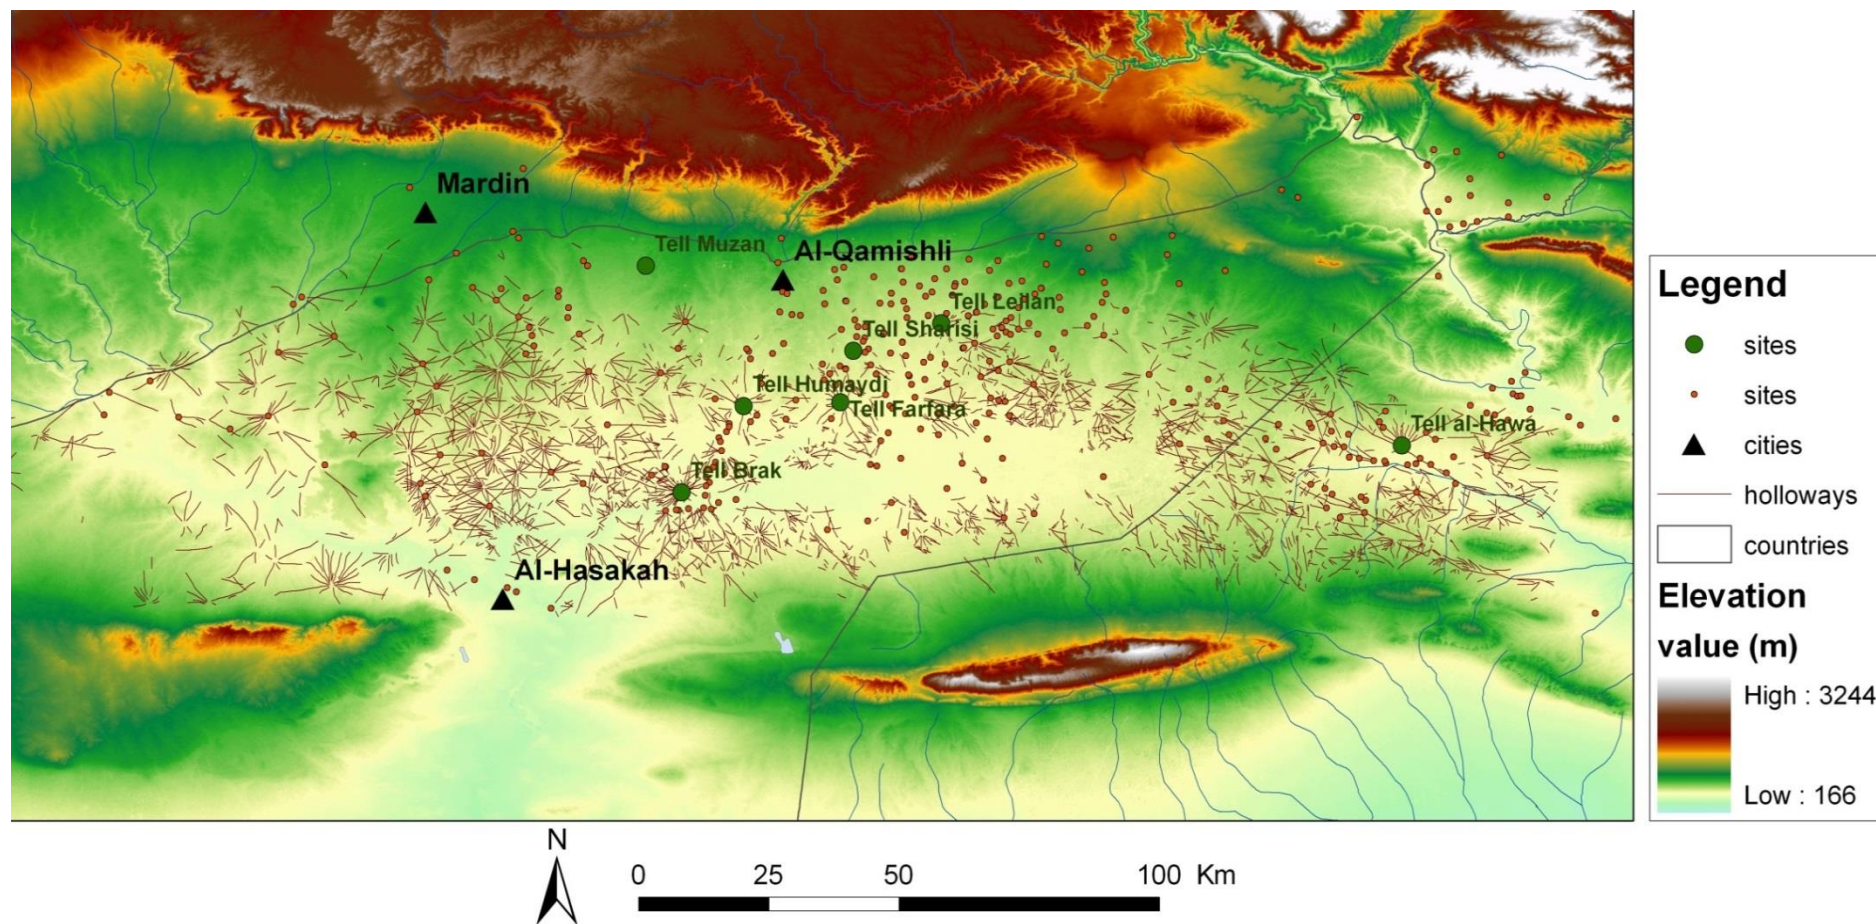 Mardin
Tell Muzan
Al-Qamishli
Tell Leilan
Tell Sharisi
Tell Humaydi
Tell Farfara
Tell al-Hawa
Tell Brak
Al-Hasakah
Legend
sites
sites
cities
holloways
countries
Elevation
value (m)
High : 3244
Low : 166
N
0 25 50 100 Km